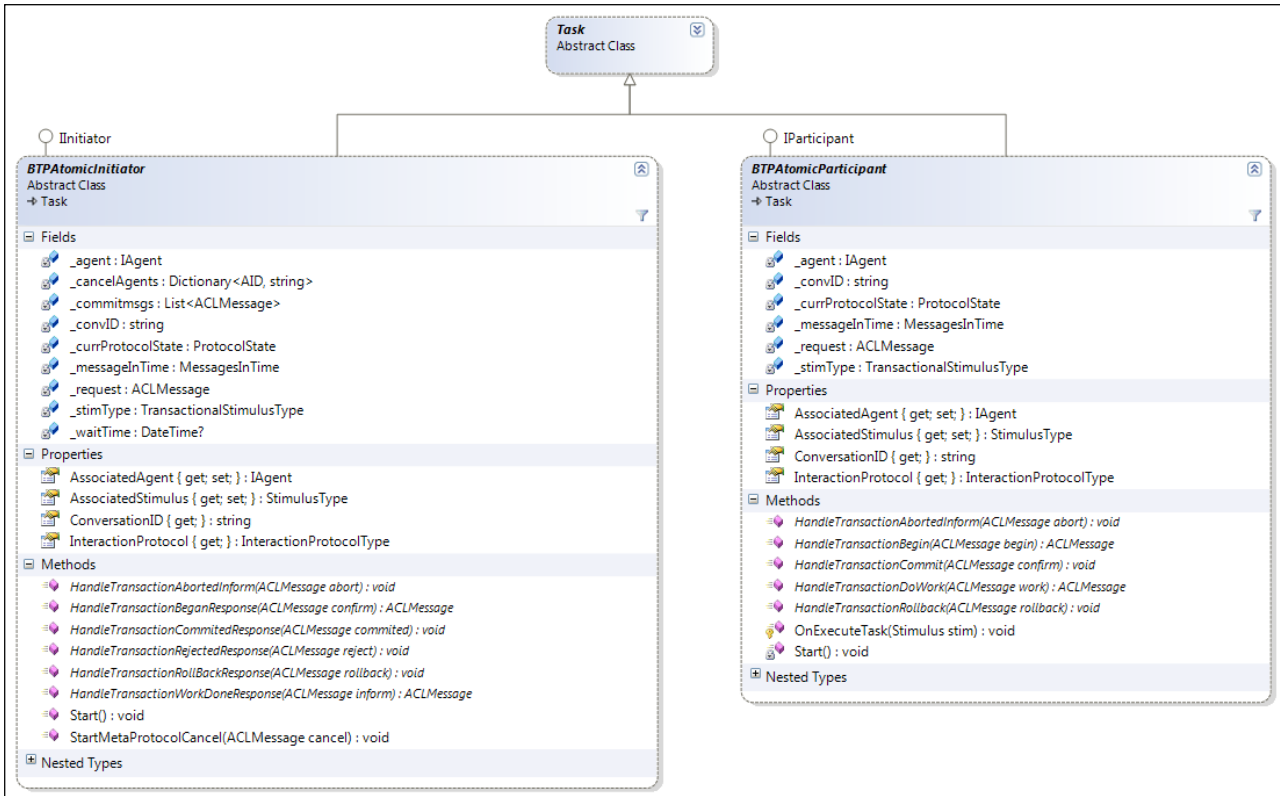 Task
Abstract Class
IInitiator
BTPAtomicInitiator
Abstract Class
Task
Fields
_agent : IAgent
_cancelAgents : Dictionary<AID, string>
_commitmsgs : List<ACLMessage>
_convID : string
_currProtocolState : ProtocolState
_messageInTime : MessagesInTime
_request : ACLMessage
_stimType : TransactionalStimulusType
_waitTime : DateTime?
Properties
AssociatedAgent { get; set; } : IAgent
AssociatedStimulus { get; set; } : StimulusType
ConversationID { get; } : string
InteractionProtocol { get; } : InteractionProtocolType
Methods
HandleTransactionAbortedInform(ACLMessage abort) : void
HandleTransactionBeganResponse(ACLMessage confirm) : ACLMessage
HandleTransactionCommitedResponse(ACLMessage commited) : void
HandleTransactionRejectedResponse(ACLMessage reject) : void
HandleTransactionRollBackResponse(ACLMessage rollback) : void
HandleTransactionWorkDoneResponse(ACLMessage inform) : ACLMessage
Start() : void
StartMetaProtocolCancel(ACLMessage cancel) : void
Nested Types
IParticipant
BTPAtomicParticipant
Abstract Class
Task
Fields
_agent : IAgent
_convID : string
_currProtocolState : ProtocolState
_messageInTime : MessagesInTime
_request : ACLMessage
_stimType : TransactionalStimulusType
Properties
AssociatedAgent { get; set; } : IAgent
AssociatedStimulus { get; set; } : StimulusType
ConversationID { get; } : string
InteractionProtocol { get; } : InteractionProtocolType
Methods
HandleTransactionAbortedInform(ACLMessage abort) : void
HandleTransactionBegin(ACLMessage begin) : ACLMessage
HandleTransactionCommit(ACLMessage confirm) : void
HandleTransactionDoWork(ACLMessage work) : ACLMessage
HandleTransactionRollback(ACLMessage rollback) : void
OnExecuteTask(Stimulus stim) : void
Start() : void
Nested Types